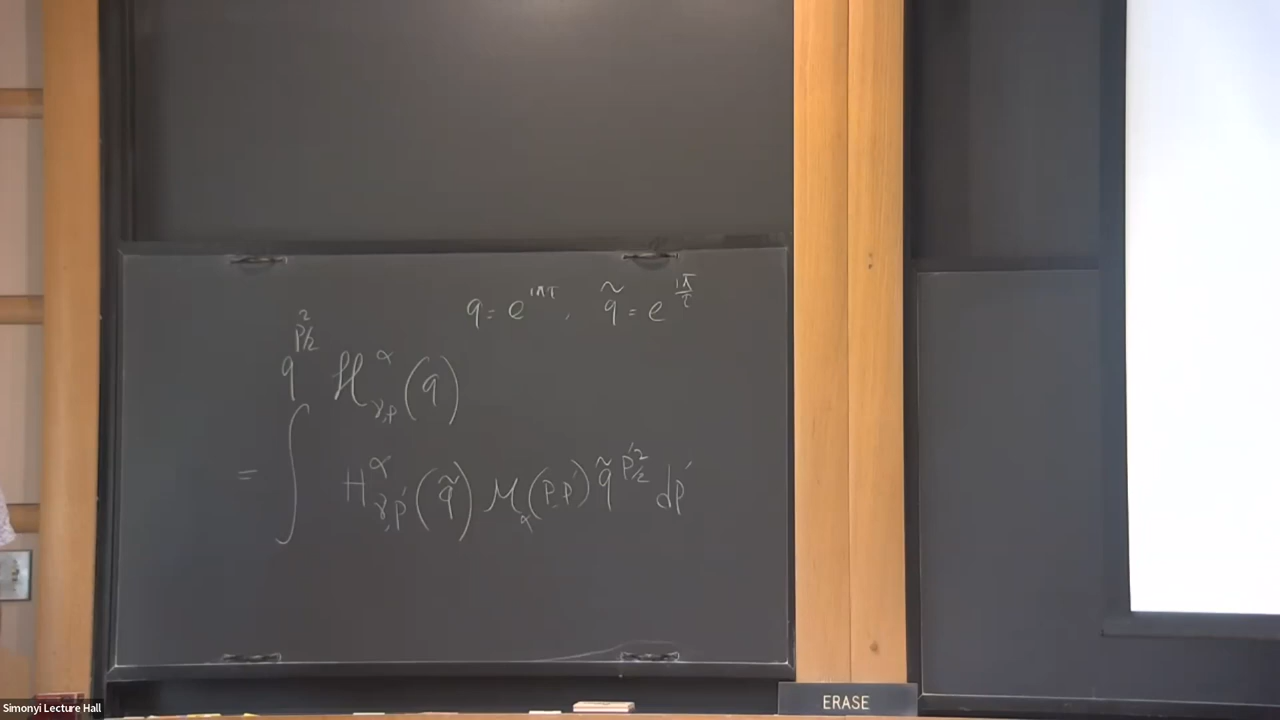 q = e^{iπτ}, q̃ = e^{iπ/τ}
q^{P²/2} ℋ^α_{γ,P}(q)
= ∫ H^α_{γ,P'}(q̃) M_α(P,P') q̃^{P'²/2} dP'
ERASE
Simonyi Lecture Hall